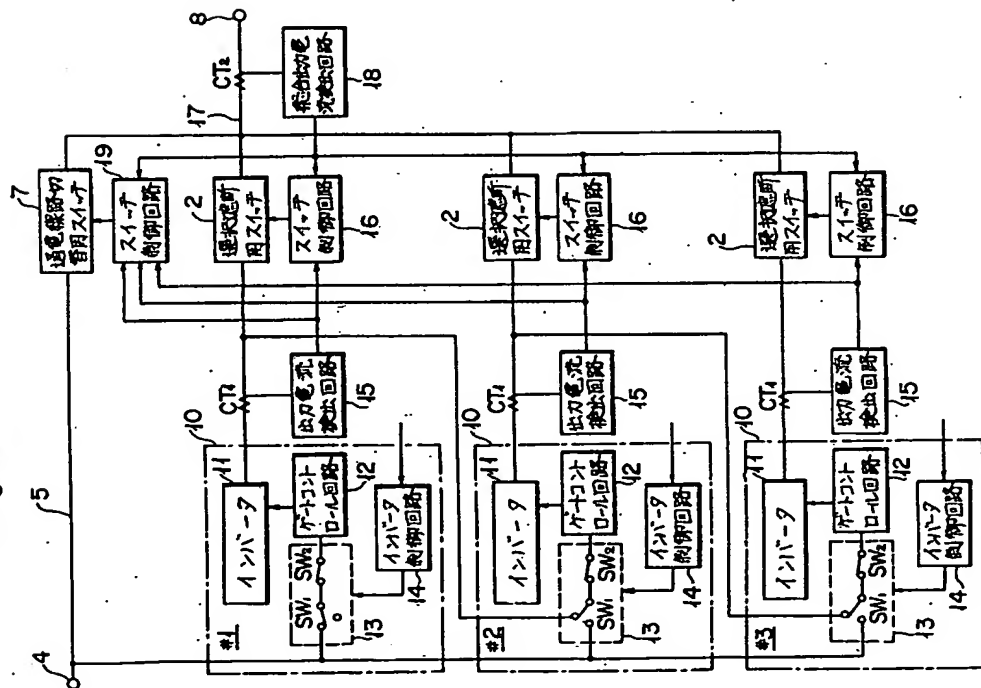 4
5
通電線路切
替用スイッチ
7
スイッチ
制御回路
19
選択遮断
用スイッチ
2
スイッチ
制御回路
16
17
CT2
8
総合出力電
流検出回路
18
CT1
出力電流
検出回路
15
10
#1
インバータ
11
ゲートコント
ロール回路
12
SW1 SW2
13
インバータ
制御回路
14
選択遮断
用スイッチ
2
スイッチ
制御回路
16
CT1
出力電流
検出回路
15
10
#2
インバータ
11
ゲートコント
ロール回路
12
SW1 SW2
13
インバータ
制御回路
14
選択遮断
用スイッチ
2
スイッチ
制御回路
16
CT1
出力電流
検出回路
15
10
#3
インバータ
11
ゲートコント
ロール回路
12
SW1 SW2
13
インバータ
制御回路
14